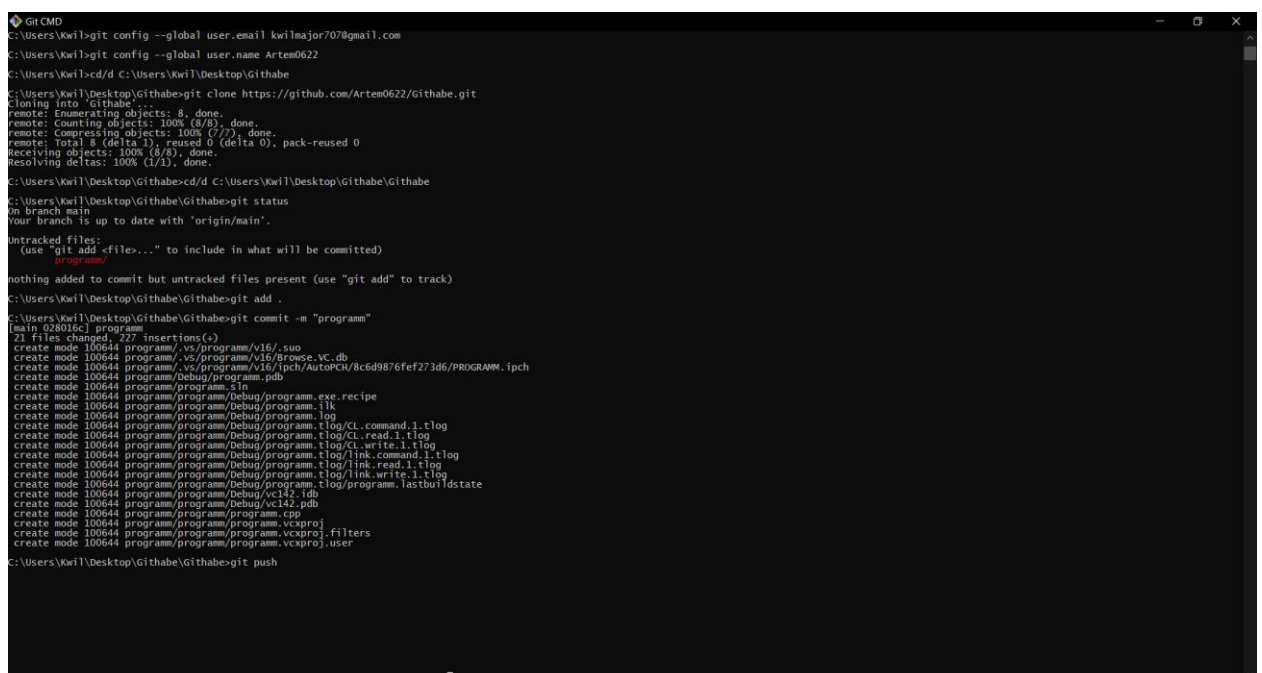 Git CMD
C:\Users\Kwil>git config --global user.email kwilmajor707@gmail.com
C:\Users\Kwil>git config --global user.name Artem0622
C:\Users\Kwil>cd/d C:\Users\Kwil\Desktop\Githabe
C:\Users\Kwil\Desktop\Githabe>git clone https://github.com/Artem0622/Githabe.git
Cloning into 'Githabe'...
remote: Enumerating objects: 8, done.
remote: Counting objects: 100% (8/8), done.
remote: Compressing objects: 100% (7/7), done.
remote: Total 8 (delta 1), reused 0 (delta 0), pack-reused 0
Receiving objects: 100% (8/8), done.
Resolving deltas: 100% (1/1), done.
C:\Users\Kwil\Desktop\Githabe>cd/d C:\Users\Kwil\Desktop\Githabe\Githabe
C:\Users\Kwil\Desktop\Githabe\Githabe>git status
On branch main
Your branch is up to date with 'origin/main'.
Untracked files:
  (use "git add <file>..." to include in what will be committed)
        programm/
nothing added to commit but untracked files present (use "git add" to track)
C:\Users\Kwil\Desktop\Githabe\Githabe>git add .
C:\Users\Kwil\Desktop\Githabe\Githabe>git commit -m "programm"
[main 028016c] programm
 21 files changed, 227 insertions(+)
 create mode 100644 programm/.vs/programm/v16/.suo
 create mode 100644 programm/.vs/programm/v16/Browse.VC.db
 create mode 100644 programm/.vs/programm/v16/ipch/AutoPCH/8c6d9876fef273d6/PROGRAMM.ipch
 create mode 100644 programm/Debug/programm.pdb
 create mode 100644 programm/programm.sln
 create mode 100644 programm/programm/Debug/programm.exe.recipe
 create mode 100644 programm/programm/Debug/programm.ilk
 create mode 100644 programm/programm/Debug/programm.log
 create mode 100644 programm/programm/Debug/programm.tlog/CL.command.1.tlog
 create mode 100644 programm/programm/Debug/programm.tlog/CL.read.1.tlog
 create mode 100644 programm/programm/Debug/programm.tlog/CL.write.1.tlog
 create mode 100644 programm/programm/Debug/programm.tlog/link.command.1.tlog
 create mode 100644 programm/programm/Debug/programm.tlog/link.read.1.tlog
 create mode 100644 programm/programm/Debug/programm.tlog/link.write.1.tlog
 create mode 100644 programm/programm/Debug/programm.tlog/programm.lastbuildstate
 create mode 100644 programm/programm/Debug/vc142.idb
 create mode 100644 programm/programm/Debug/vc142.pdb
 create mode 100644 programm/programm/programm.cpp
 create mode 100644 programm/programm/programm.vcxproj
 create mode 100644 programm/programm/programm.vcxproj.filters
 create mode 100644 programm/programm/programm.vcxproj.user
C:\Users\Kwil\Desktop\Githabe\Githabe>git push